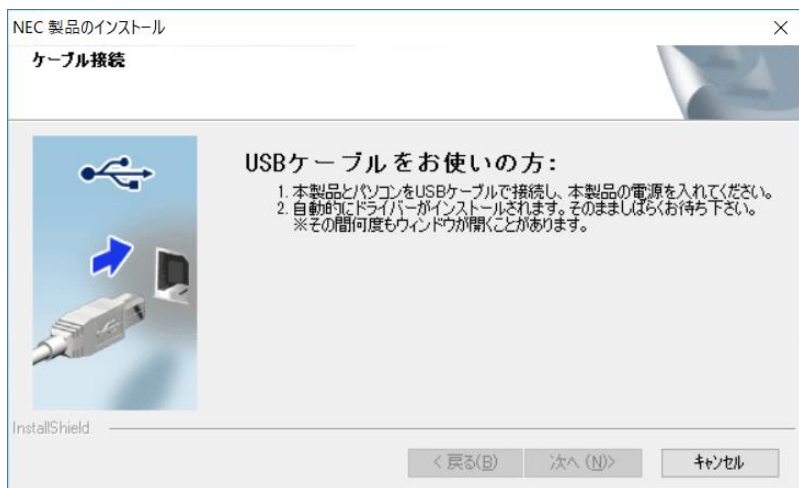 NEC 製品のインストール
ケーブル接続
USBケーブルをお使いの方:
1. 本製品とパソコンをUSBケーブルで接続し、本製品の電源を入れてください。
2. 自動的にドライバーがインストールされます。そのまましばらくお待ち下さい。
※その間何度もウィンドウが開くことがあります。
InstallShield
< 戻る(B)
次へ (N)>
キャンセル